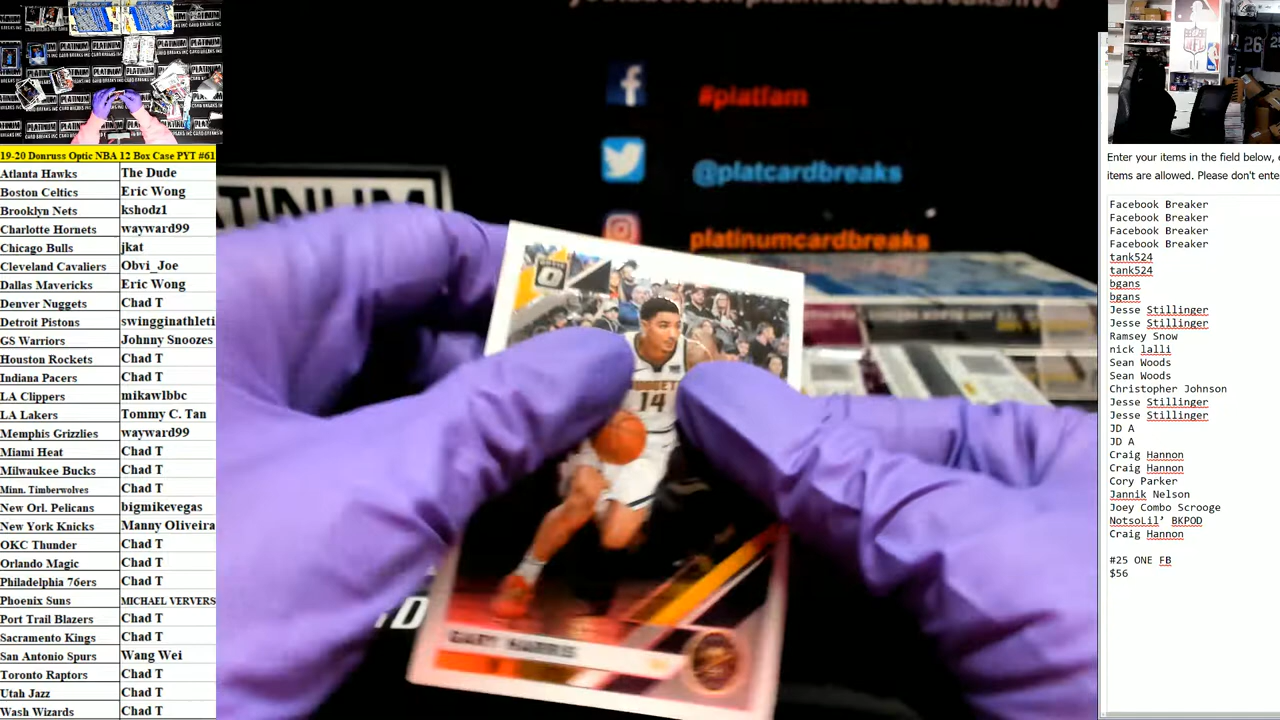 #platfam
@platcardbreaks
platinumcardbreaks
19-20 Donruss Optic NBA 12 Box Case PYT #61
Atlanta Hawks The Dude
Boston Celtics Eric Wong
Brooklyn Nets kshodz1
Charlotte Hornets wayward99
Chicago Bulls jkat
Cleveland Cavaliers Obvi_Joe
Dallas Mavericks Eric Wong
Denver Nuggets Chad T
Detroit Pistons swingginathleti
GS Warriors Johnny Snoozes
Houston Rockets Chad T
Indiana Pacers Chad T
LA Clippers mikawlbbc
LA Lakers Tommy C. Tan
Memphis Grizzlies wayward99
Miami Heat Chad T
Milwaukee Bucks Chad T
Minn. Timberwolves Chad T
New Orl. Pelicans bigmikevegas
New York Knicks Manny Oliveira
OKC Thunder Chad T
Orlando Magic Chad T
Philadelphia 76ers Chad T
Phoenix Suns MICHAEL VERVERS
Port Trail Blazers Chad T
Sacramento Kings Chad T
San Antonio Spurs Wang Wei
Toronto Raptors Chad T
Utah Jazz Chad T
Wash Wizards Chad T
14
GARY HARRIS
Enter your items in the field below,
items are allowed. Please don't ente
Facebook Breaker
Facebook Breaker
Facebook Breaker
Facebook Breaker
tank524
tank524
bgans
bgans
Jesse Stillinger
Jesse Stillinger
Ramsey Snow
nick lalli
Sean Woods
Sean Woods
Christopher Johnson
Jesse Stillinger
Jesse Stillinger
JD A
JD A
Craig Hannon
Craig Hannon
Cory Parker
Jannik Nelson
Joey Combo Scrooge
NotsoLil' BKPOD
Craig Hannon
#25 ONE FB
$56